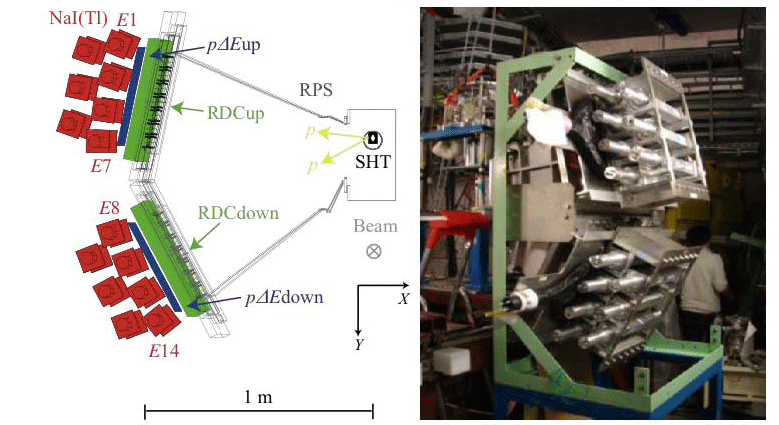 NaI(Tl) E1
pΔEup
RPS
RDCup
p
p
SHT
E7
E8
RDCdown
Beam
pΔEdown
X
Y
E14
1 m